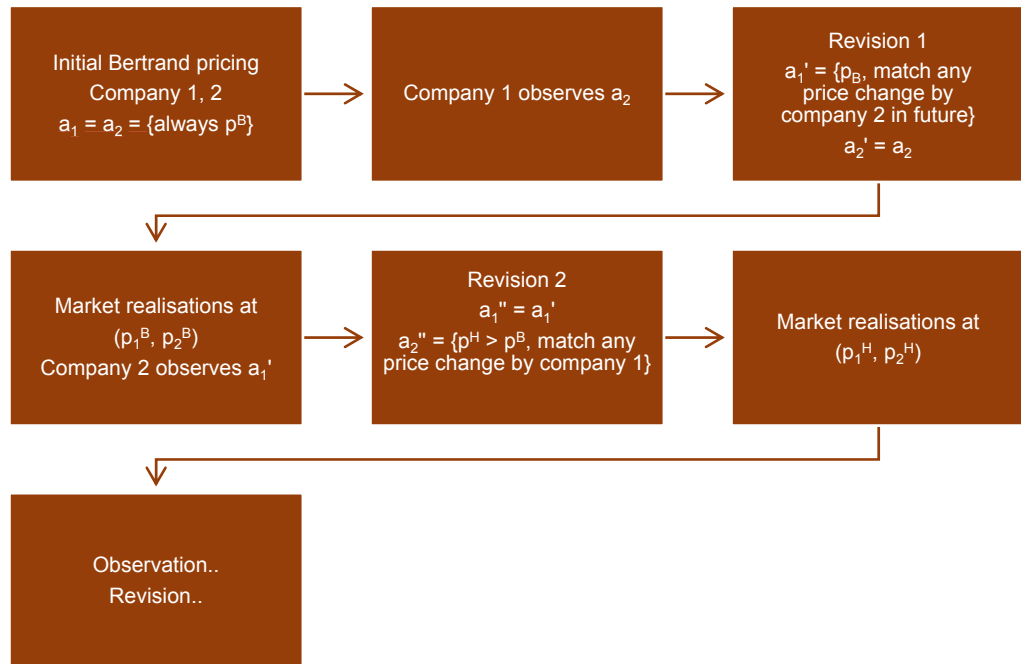 Initial Bertrand pricing
Company 1, 2
a₁ = a₂ = {always pᴮ}
Company 1 observes a₂
Revision 1
a₁' = {p_B, match any
price change by
company 2 in future}
a₂' = a₂
Market realisations at
(p₁ᴮ, p₂ᴮ)
Company 2 observes a₁'
Revision 2
a₁'' = a₁'
a₂'' = {pᴴ > pᴮ, match any
price change by company 1}
Market realisations at
(p₁ᴴ, p₂ᴴ)
Observation..
Revision..